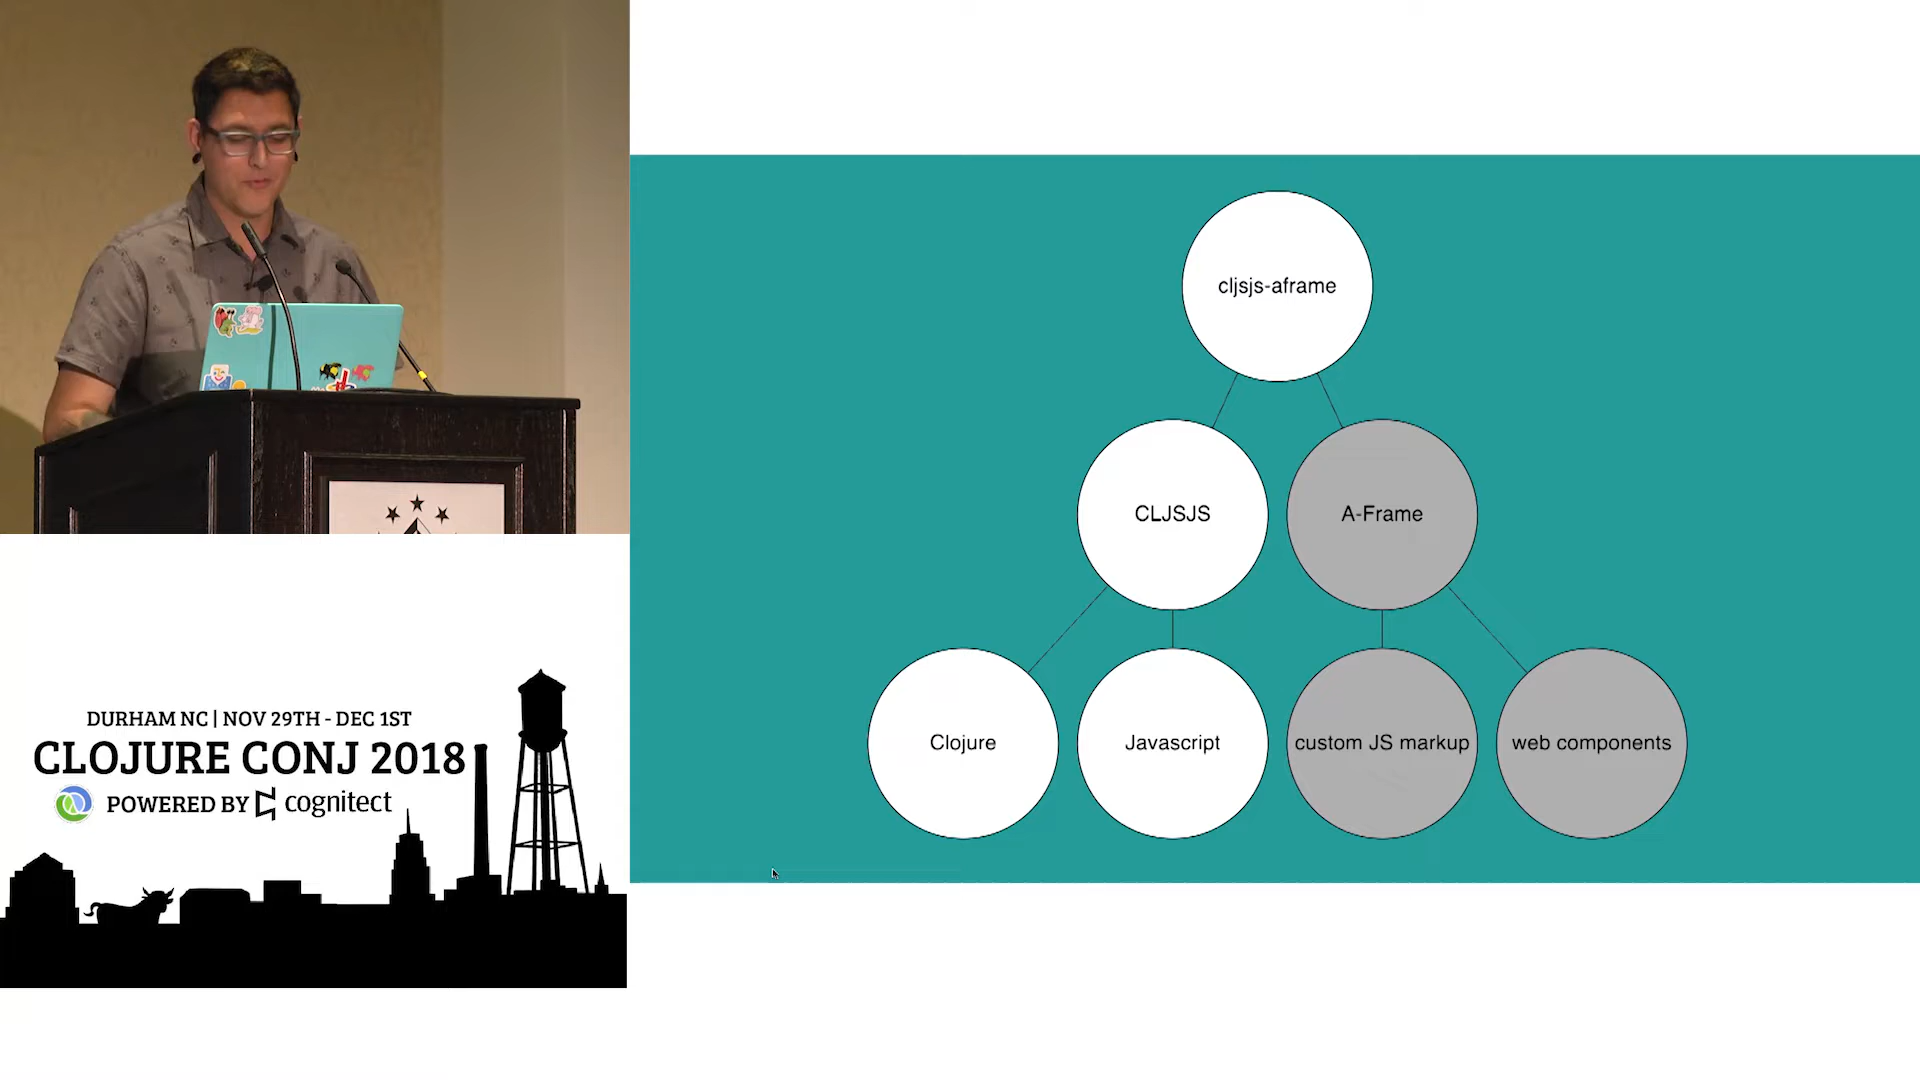 cljsjs-aframe
CLJSJS
A-Frame
Clojure
Javascript
custom JS markup
web components
DURHAM NC | NOV 29TH - DEC 1ST
CLOJURE CONJ 2018
POWERED BY cognitect